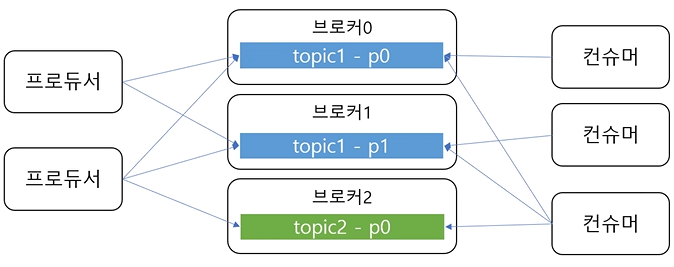 프로듀서
프로듀서
브로커0
topic1 - p0
브로커1
topic1 - p1
브로커2
topic2 - p0
컨슈머
컨슈머
컨슈머